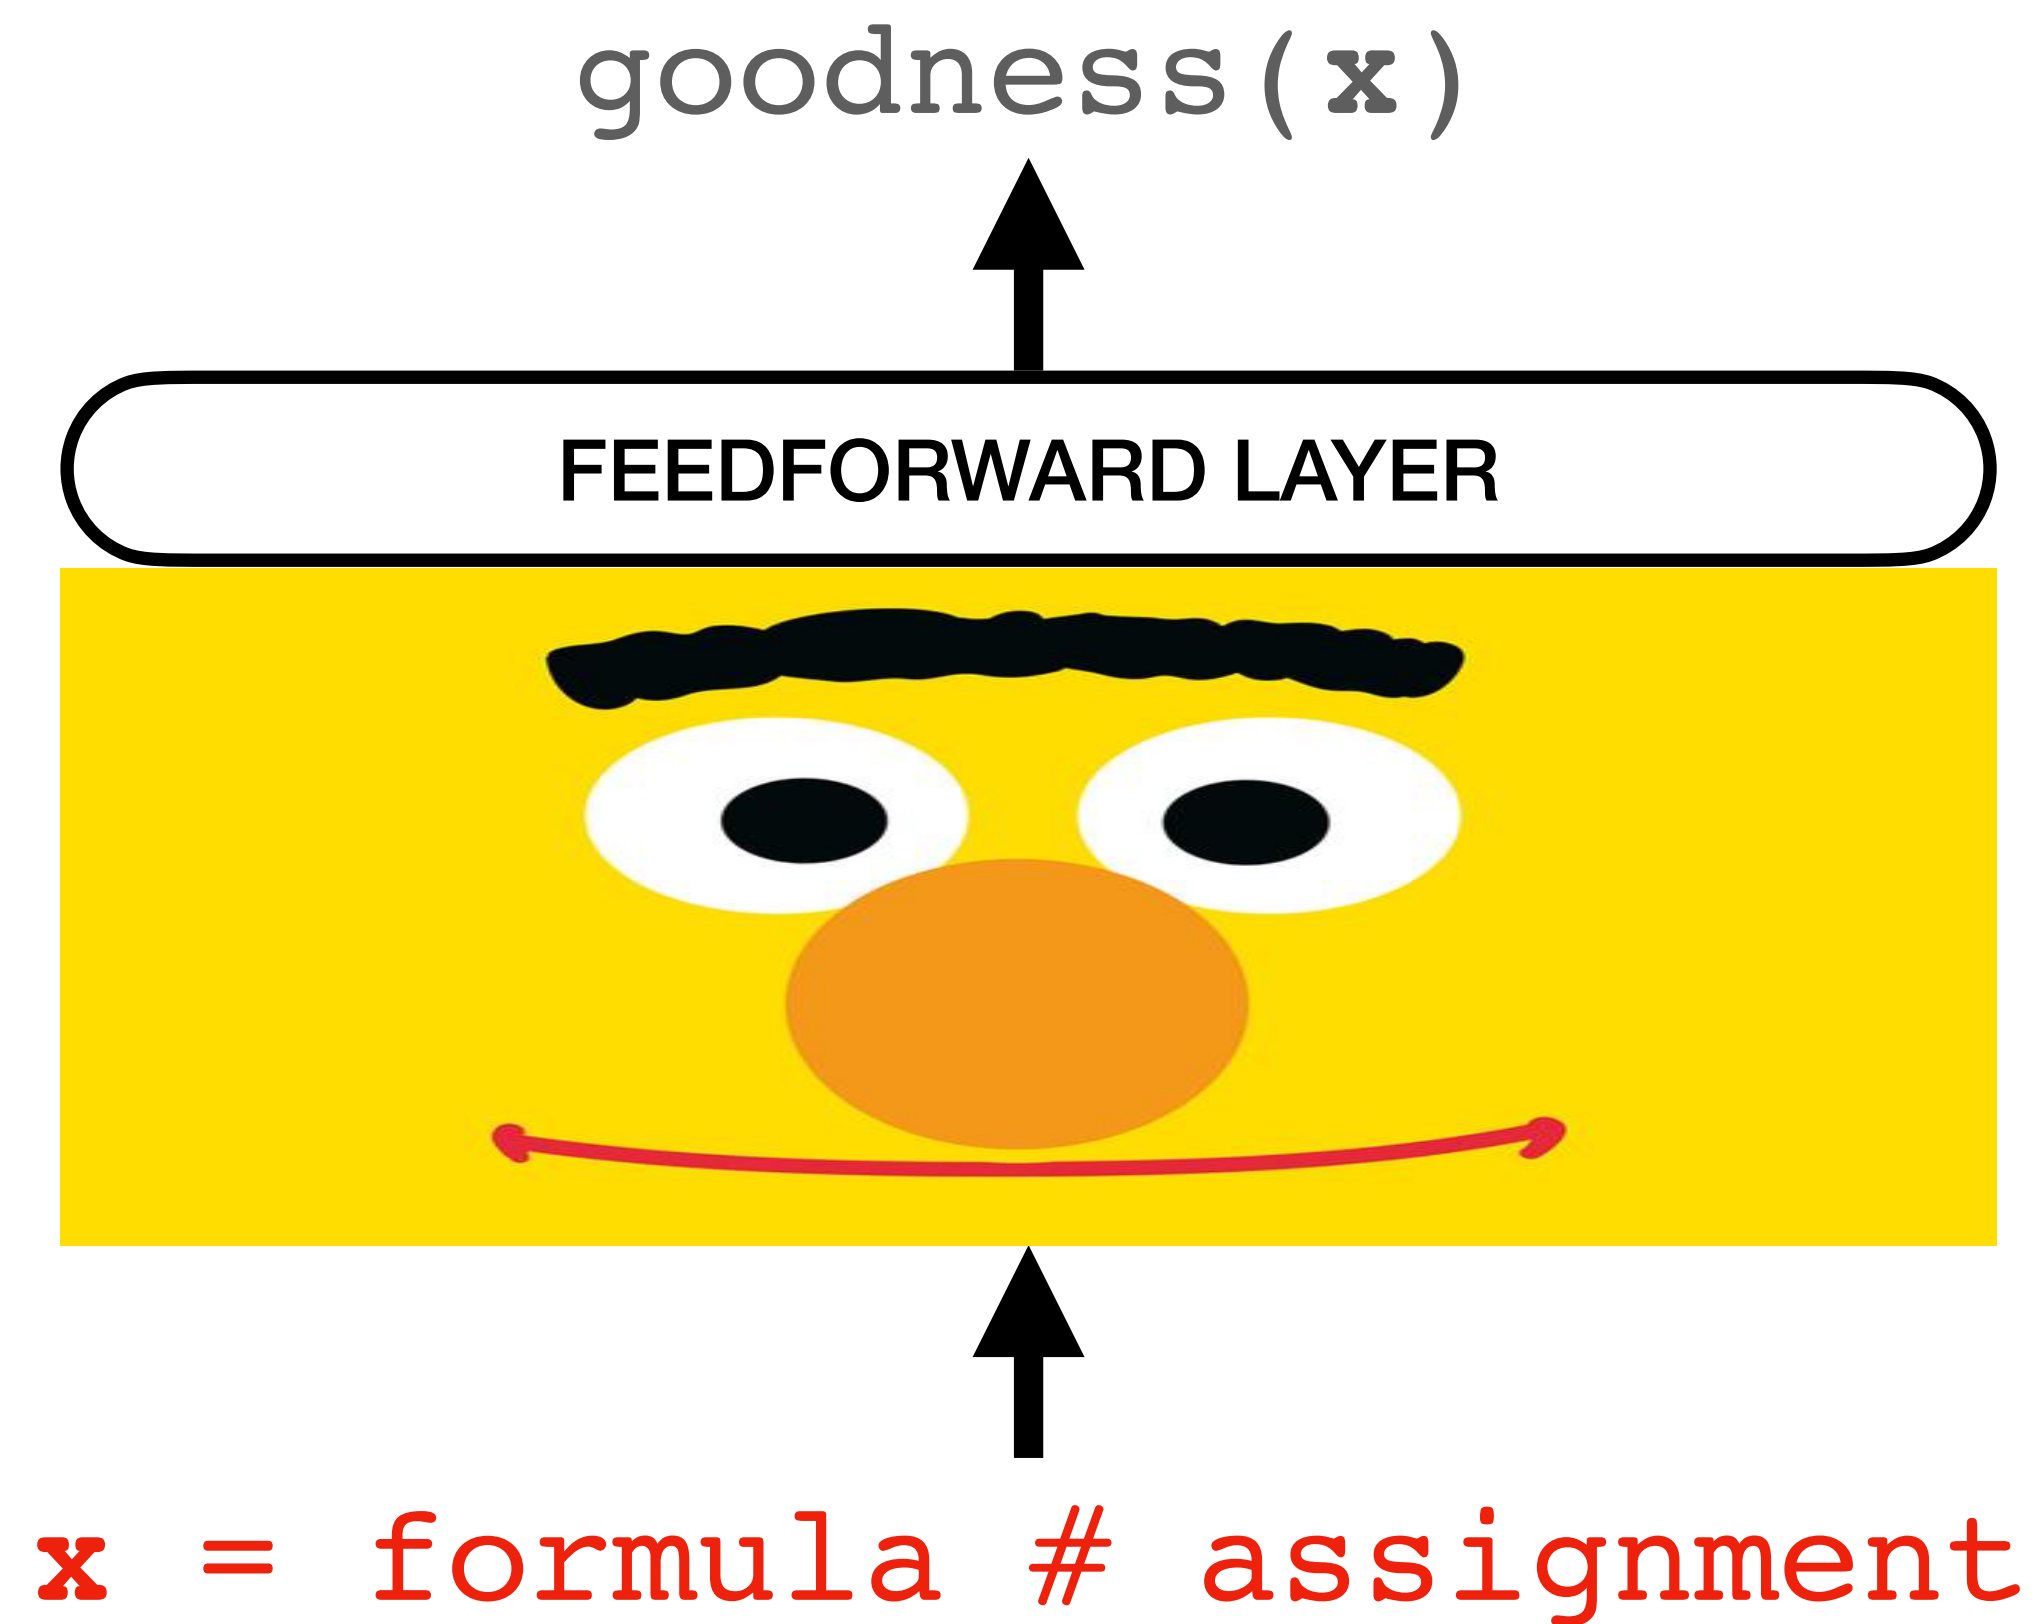 goodness(x)
FEEDFORWARD LAYER
x = formula # assignment